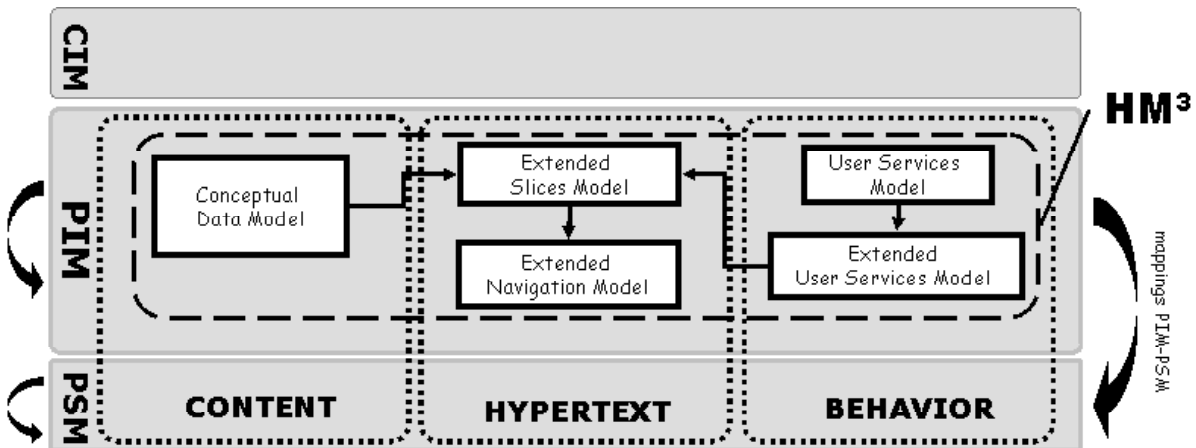 CIM
HM³
PIM
Conceptual
Data Model
Extended
Slices Model
Extended
Navigation Model
User Services
Model
Extended
User Services Model
mappings PIM-PSM
PSM
CONTENT
HYPERTEXT
BEHAVIOR